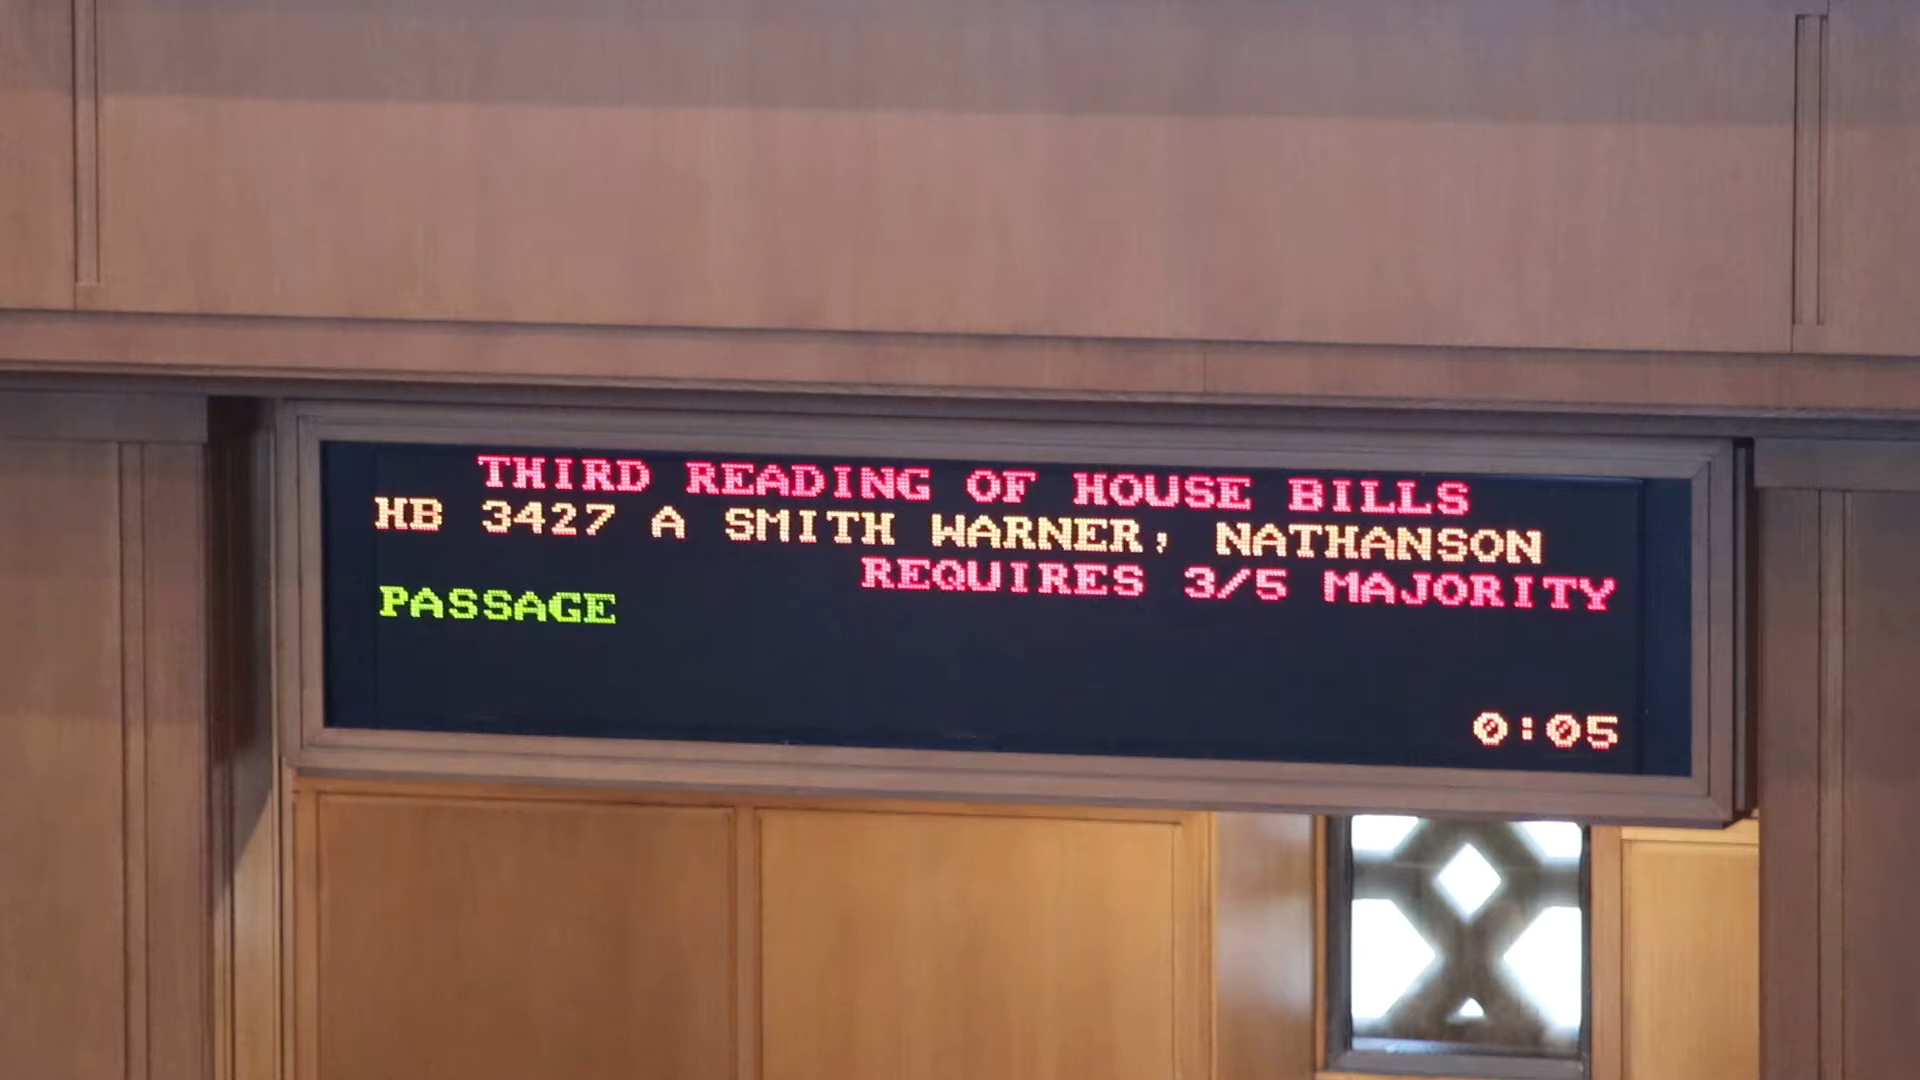 THIRD READING OF HOUSE BILLS
HB 3427 A SMITH WARNER, NATHANSON
REQUIRES 3/5 MAJORITY
PASSAGE
0:05